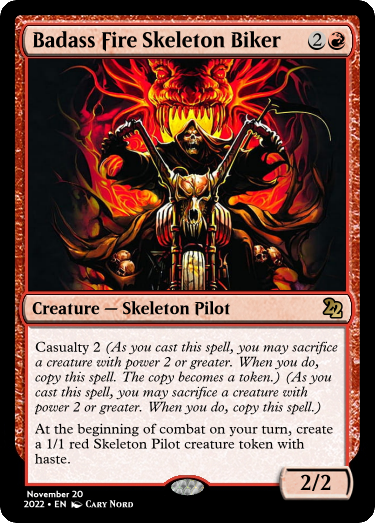 Badass Fire Skeleton Biker 2
Creature — Skeleton Pilot 22
Casualty 2 (As you cast this spell, you may sacrifice
a creature with power 2 or greater. When you do,
copy this spell. The copy becomes a token.) (As you
cast this spell, you may sacrifice a creature with
power 2 or greater. When you do, copy this spell.)
At the beginning of combat on your turn, create
a 1/1 red Skeleton Pilot creature token with
haste.
2/2
November 20
2022 • EN Cary Nord